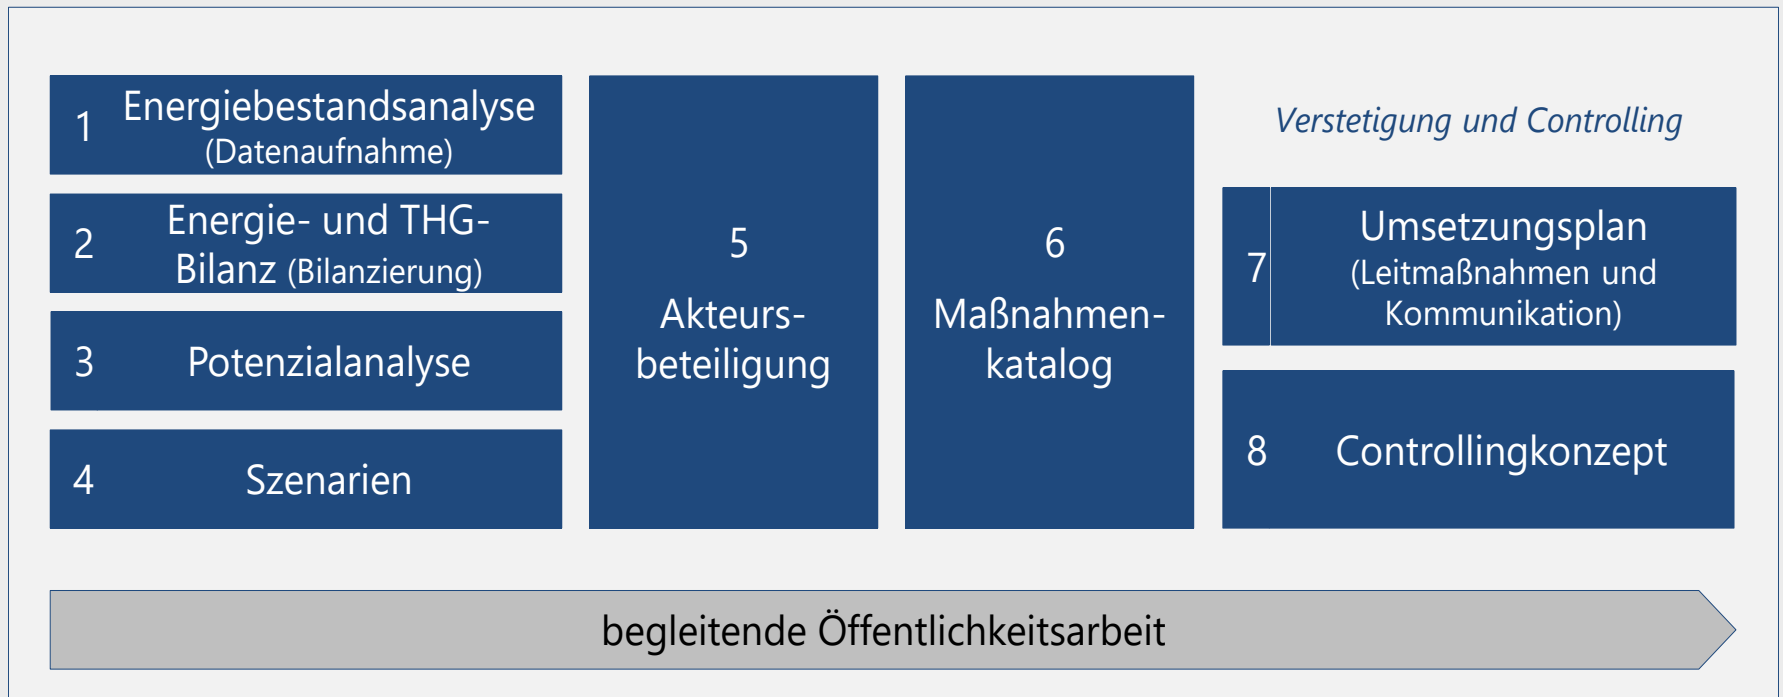 1 Energiebestandsanalyse
(Datenaufnahme)
2 Energie- und THG-
Bilanz (Bilanzierung)
3 Potenzialanalyse
4 Szenarien
5
Akteurs-
beteiligung
6
Maßnahmen-
katalog
Verstetigung und Controlling
7 Umsetzungsplan
(Leitmaßnahmen und
Kommunikation)
8 Controllingkonzept
begleitende Öffentlichkeitsarbeit